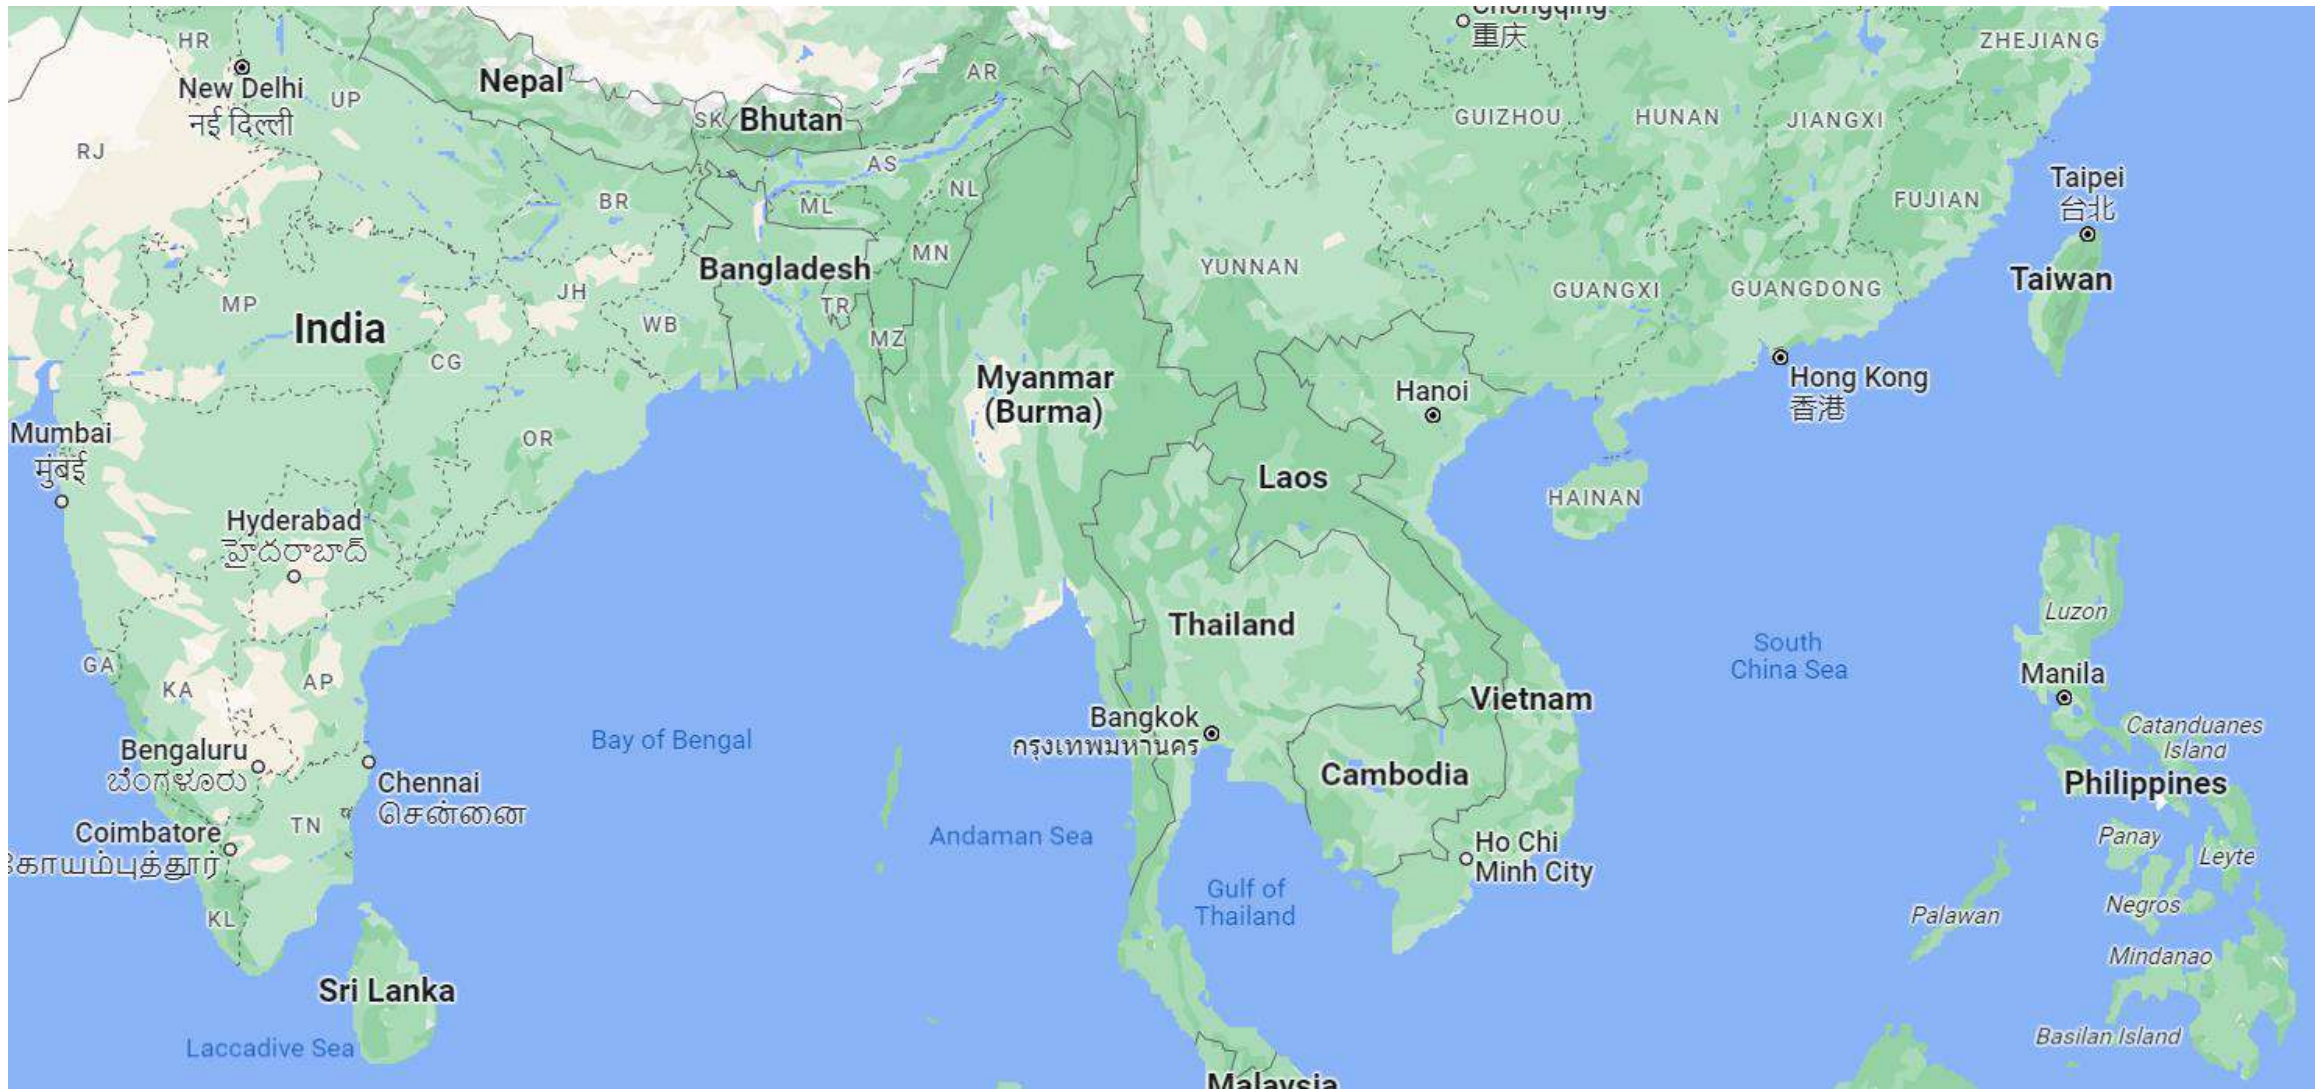 Chongqing
重庆
ZHEJIANG
HR
New Delhi
नई दिल्ली
UP
Nepal
SK
Bhutan
AR
GUIZHOU
HUNAN
JIANGXI
RJ
AS
NL
BR
ML
Taipei
台北
FUJIAN
MN
Bangladesh
YUNNAN
Taiwan
GUANGXI
GUANGDONG
MP
JH
TR
India
WB
MZ
CG
Myanmar
(Burma)
Hanoi
Hong Kong
香港
Mumbai
मुंबई
OR
Laos
HAINAN
Hyderabad
హైదరాబాద్
Luzon
Thailand
South
China Sea
GA
KA
AP
Manila
Vietnam
Bangkok
กรุงเทพมหานคร
Bay of Bengal
Catanduanes
Island
Bengaluru
ಬೆಂಗಳೂರು
Chennai
சென்னை
Cambodia
Philippines
TN
Coimbatore
கோயம்புத்தூர்
Andaman Sea
Ho Chi
Minh City
Panay
Leyte
Gulf of
Thailand
Negros
Palawan
KL
Mindanao
Sri Lanka
Basilan Island
Laccadive Sea
Malaysia